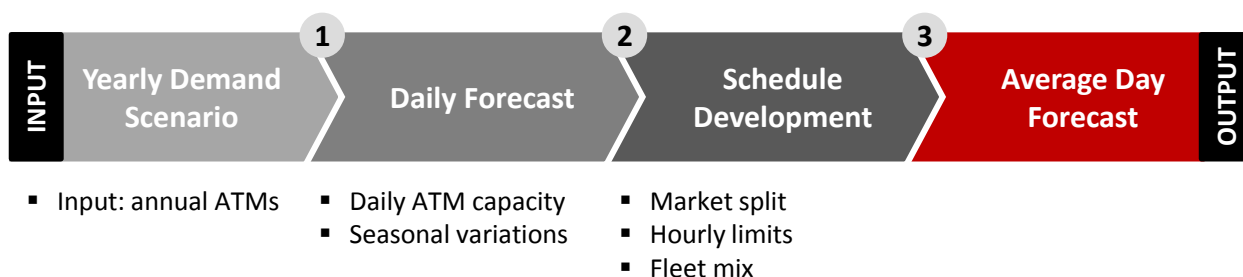 INPUT
Yearly Demand
Scenario
1
Daily Forecast
2
Schedule
Development
3
Average Day
Forecast
OUTPUT
▪ Input: annual ATMs
▪ Daily ATM capacity
▪ Seasonal variations
▪ Market split
▪ Hourly limits
▪ Fleet mix